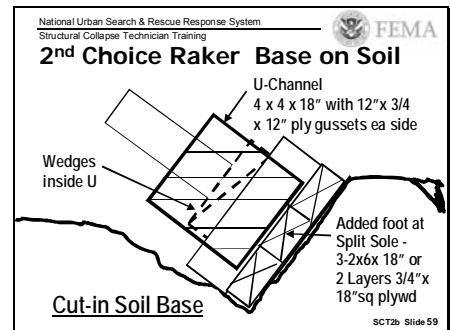 National Urban Search & Rescue Response System
Structural Collapse Technician Training
FEMA
2nd Choice Raker Base on Soil
U-Channel
4 x 4 x 18” with 12”x 3/4
x 12” ply gussets ea side
Wedges
inside U
Added foot at
Split Sole -
3-2x6x 18” or
2 Layers 3/4”x
18”sq plywd
Cut-in Soil Base
SCT2b Slide 59